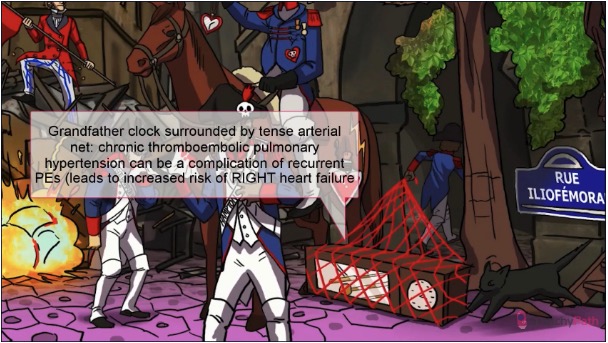 Grandfather clock surrounded by tense arterial
net: chronic thromboembolic pulmonary
hypertension can be a complication of recurrent
PEs (leads to increased risk of RIGHT heart failure
RUE
ILIOFÉMORA